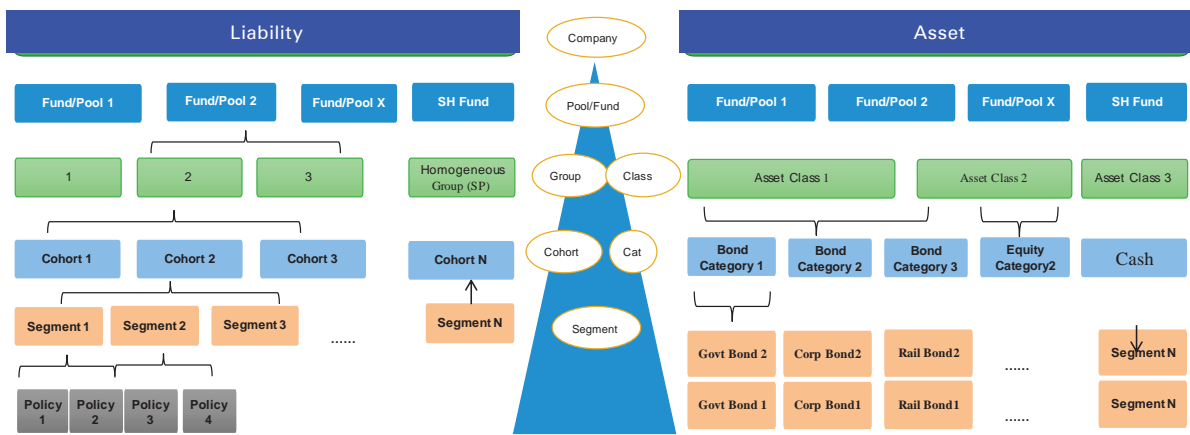 Liability
Company
Asset
Fund/Pool 1
Fund/Pool 2
Fund/Pool X
SH Fund
Pool/Fund
Fund/Pool 1
Fund/Pool 2
Fund/Pool X
SH Fund
1
2
3
Homogeneous
Group (SP)
Group
Class
Asset Class 1
Asset Class 2
Asset Class 3
Cohort 1
Cohort 2
Cohort 3
Cohort N
Cohort
Cat
Bond
Category 1
Bond
Category 2
Bond
Category 3
Equity
Category2
Cash
Segment 1
Segment 2
Segment 3
......
Segment N
Segment
Govt Bond 2
Corp Bond2
Rail Bond2
......
Segment N
Policy
1
Policy
2
Policy
3
Policy
4
Govt Bond 1
Corp Bond1
Rail Bond1
......
Segment N